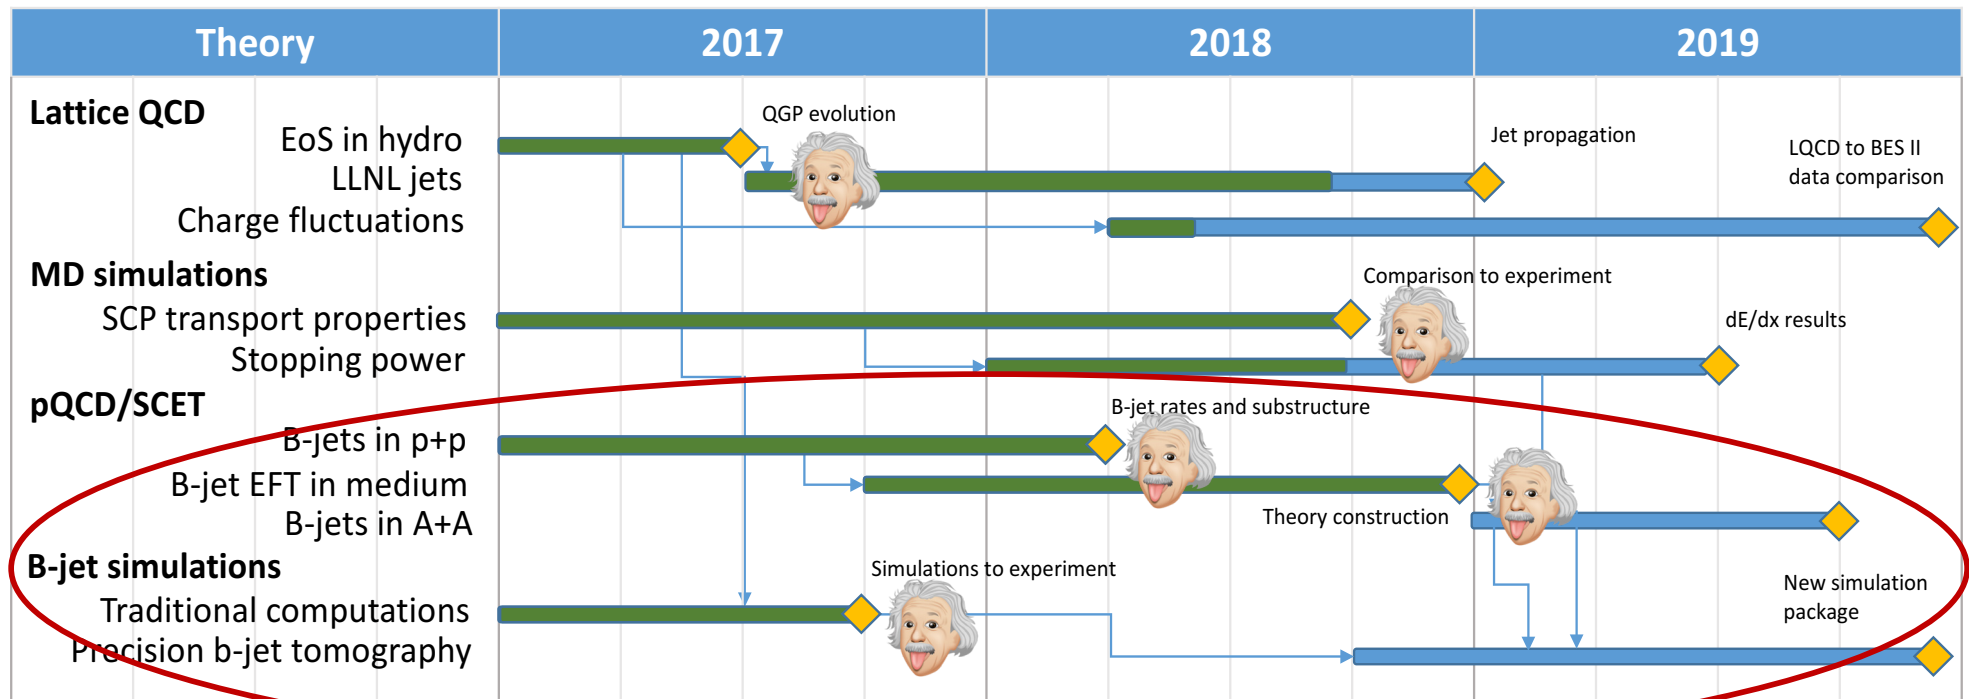 Theory 2017 2018 2019
Lattice QCD
QGP evolution
EoS in hydro
Jet propagation
LQCD to BES II
data comparison
LLNL jets
Charge fluctuations
MD simulations
Comparison to experiment
SCP transport properties
dE/dx results
Stopping power
pQCD/SCET
B-jet rates and substructure
B-jets in p+p
B-jet EFT in medium
Theory construction
B-jets in A+A
B-jet simulations
Simulations to experiment
New simulation
package
Traditional computations
Precision b-jet tomography